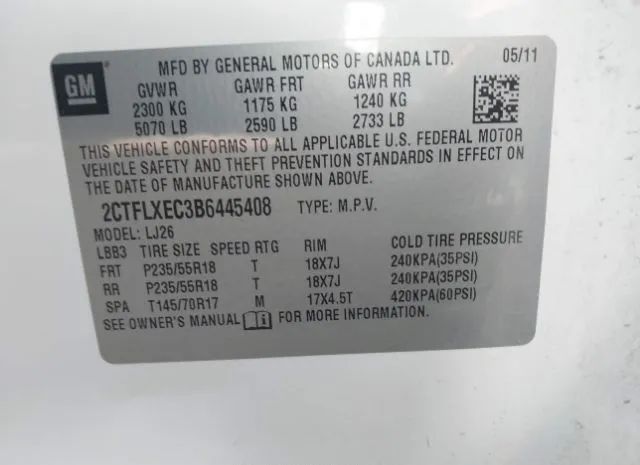 GM
MFD BY GENERAL MOTORS OF CANADA LTD. 05/11
GVWR GAWR FRT GAWR RR
2300 KG 1175 KG 1240 KG
5070 LB 2590 LB 2733 LB
THIS VEHICLE CONFORMS TO ALL APPLICABLE U.S. FEDERAL MOTOR
VEHICLE SAFETY AND THEFT PREVENTION STANDARDS IN EFFECT ON
THE DATE OF MANUFACTURE SHOWN ABOVE.
2CTFLXEC3B6445408 TYPE: M.P.V.
MODEL: LJ26
LBB3 TIRE SIZE SPEED RTG RIM COLD TIRE PRESSURE
FRT P235/55R18 T 18X7J 240KPA(35PSI)
RR P235/55R18 T 18X7J 240KPA(35PSI)
SPA T145/70R17 M 17X4.5T 420KPA(60PSI)
SEE OWNER'S MANUAL FOR MORE INFORMATION.